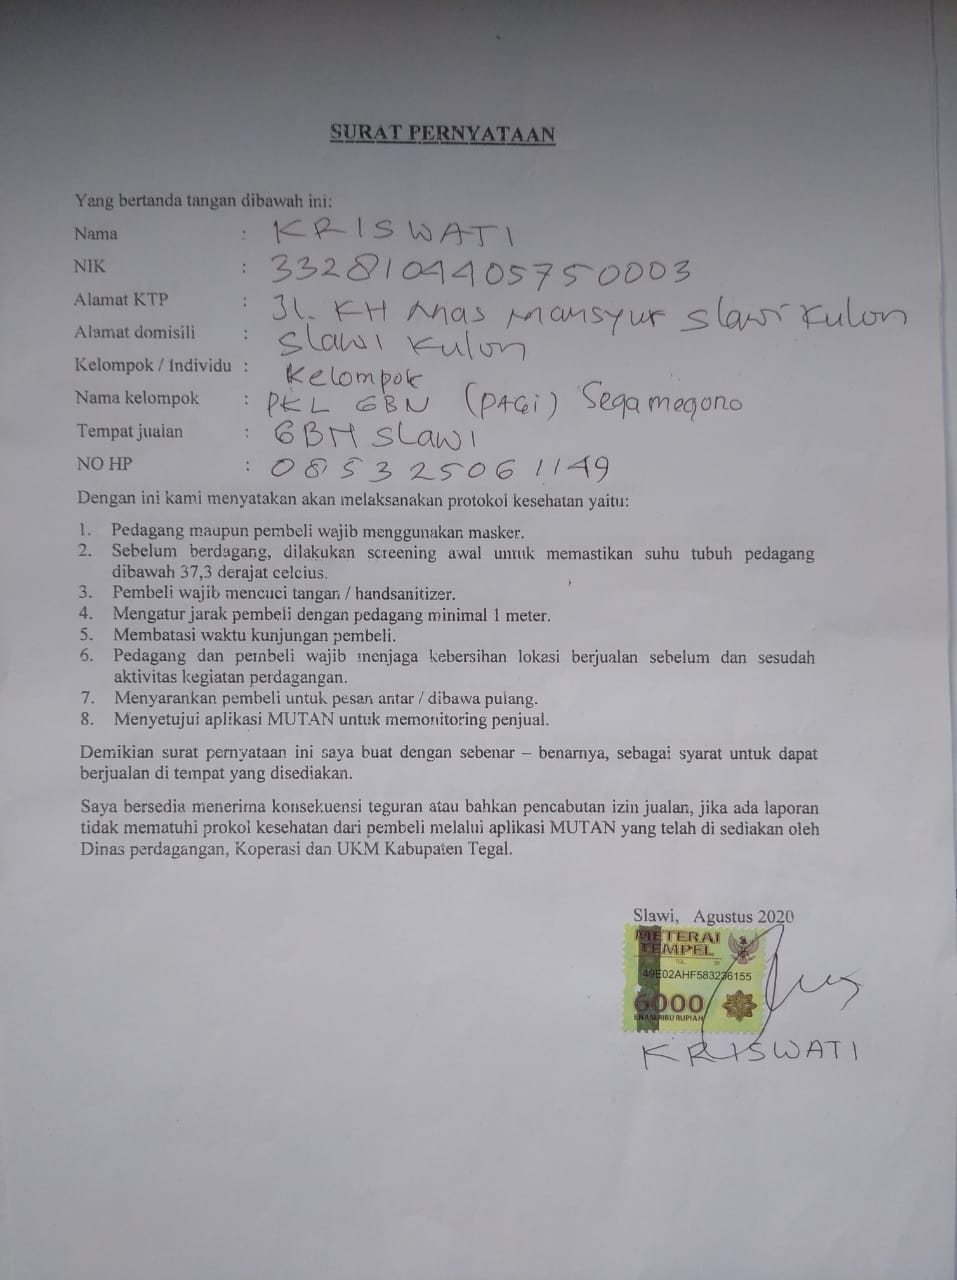 SURAT PERNYATAAN
Yang bertanda tangan dibawah ini:
Nama : KRISWATI
NIK : 3328104405750003
Alamat KTP : Jl. KH Mas Mansyur Slawi Kulon
Alamat domisili : Slawi Kulon
Kelompok / Individu : Kelompok
Nama kelompok : PKL GBN (PAGi) Sega megono
Tempat jualan : GBN Slawi
NO HP : 085325061149
Dengan ini kami menyatakan akan melaksanakan protokol kesehatan yaitu:
1. Pedagang maupun pembeli wajib menggunakan masker.
2. Sebelum berdagang, dilakukan screening awal untuk memastikan suhu tubuh pedagang
dibawah 37,3 derajat celcius.
3. Pembeli wajib mencuci tangan / handsanitizer.
4. Mengatur jarak pembeli dengan pedagang minimal 1 meter.
5. Membatasi waktu kunjungan pembeli.
6. Pedagang dan pembeli wajib menjaga kebersihan lokasi berjualan sebelum dan sesudah
aktivitas kegiatan perdagangan.
7. Menyarankan pembeli untuk pesan antar / dibawa pulang.
8. Menyetujui aplikasi MUTAN untuk memonitoring penjual.
Demikian surat pernyataan ini saya buat dengan sebenar – benarnya, sebagai syarat untuk dapat
berjualan di tempat yang disediakan.
Saya bersedia menerima konsekuensi teguran atau bahkan pencabutan izin jualan, jika ada laporan
tidak mematuhi prokol kesehatan dari pembeli melalui aplikasi MUTAN yang telah di sediakan oleh
Dinas perdagangan, Koperasi dan UKM Kabupaten Tegal.
Slawi, Agustus 2020
METERAI
TEMPEL
TGL. 20
49E02AHF583236155
6000
ENAM RIBU RUPIAH
KRISWATI